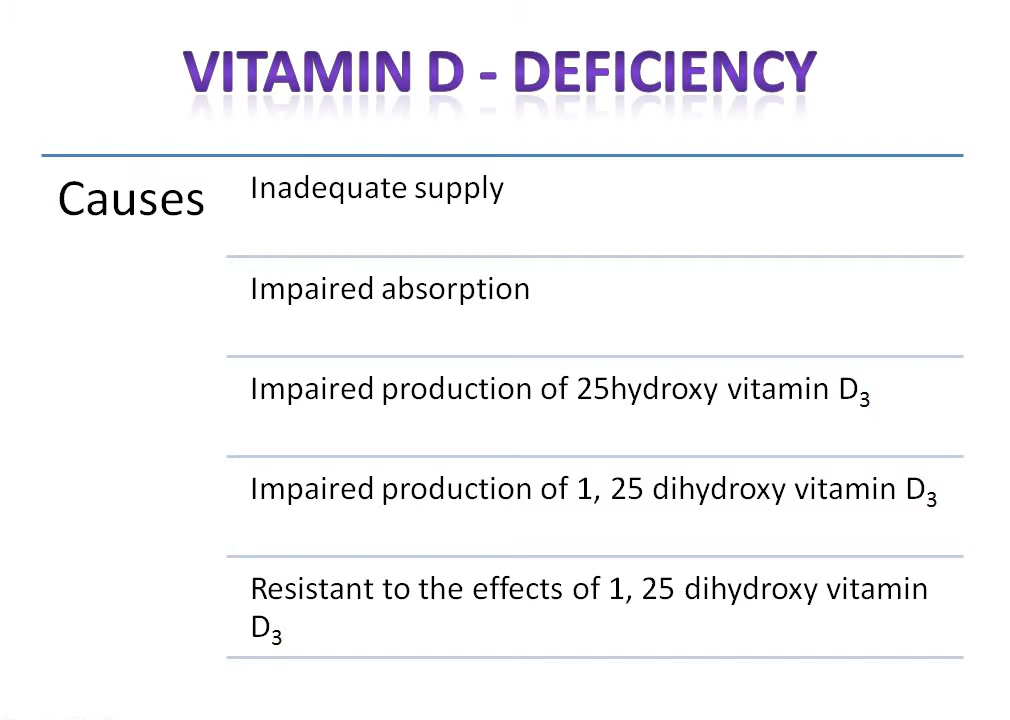 VITAMIN D - DEFICIENCY
Causes
Inadequate supply
Impaired absorption
Impaired production of 25hydroxy vitamin D₃
Impaired production of 1, 25 dihydroxy vitamin D₃
Resistant to the effects of 1, 25 dihydroxy vitamin
D₃